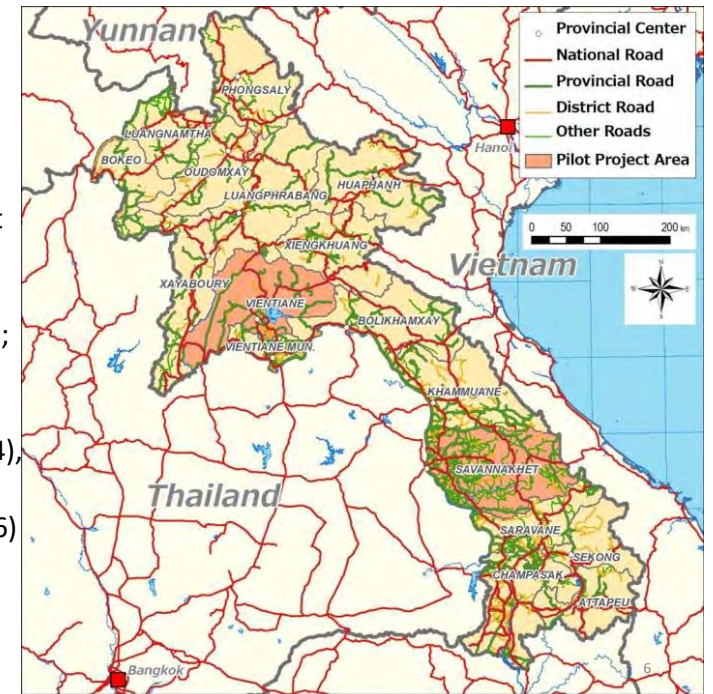 t
;
4),
6)
Yunnan
Provincial Center
National Road
Provincial Road
District Road
Other Roads
Pilot Project Area
PHONGSALY
LUANGNAMTHA
Hanoi
BOKEO
OUDOMXAY
HUAPHANH
LUANGPHRABANG
0 50 100 200 km
XIENGKHUANG
Vietnam
XAYABOURY
N
W E
S
VIENTIANE
BOLIKHAMXAY
VIENTIANE MUN.
KHAMMUANE
SAVANNAKHET
Thailand
SARAVANE
SEKONG
CHAMPASAK
ATTAPEU
Bangkok
6